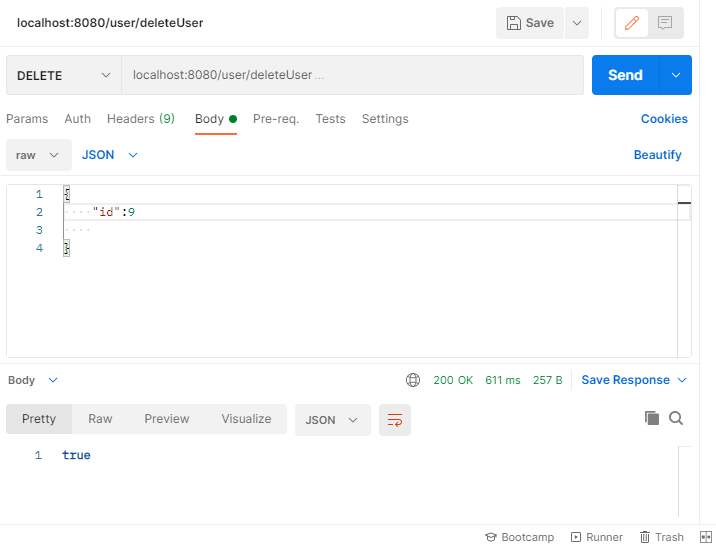 localhost:8080/user/deleteUser
Save
DELETE
localhost:8080/user/deleteUser ...
Send
Params Auth Headers (9) Body Pre-req. Tests Settings Cookies
raw JSON Beautify
1 {
2 ····"id":9
3 ····
4 }
Body 200 OK 611 ms 257 B Save Response
Pretty Raw Preview Visualize JSON
1 true
Bootcamp Runner Trash